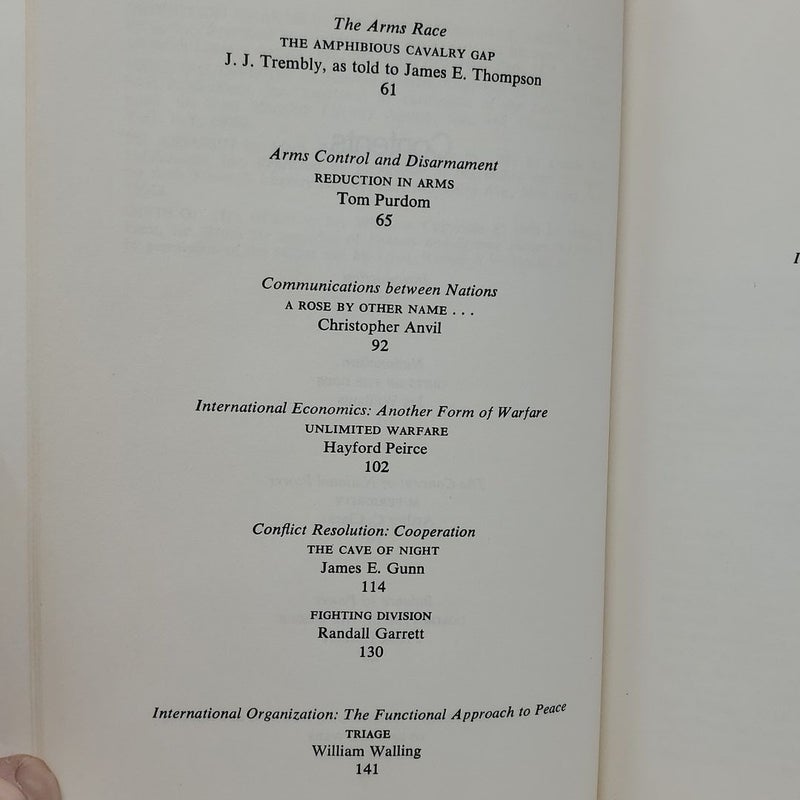 The Arms Race
THE AMPHIBIOUS CAVALRY GAP
J. J. Trembly, as told to James E. Thompson
61
Arms Control and Disarmament
REDUCTION IN ARMS
Tom Purdom
65
Communications between Nations
A ROSE BY OTHER NAME . . .
Christopher Anvil
92
International Economics: Another Form of Warfare
UNLIMITED WARFARE
Hayford Peirce
102
Conflict Resolution: Cooperation
THE CAVE OF NIGHT
James E. Gunn
114
FIGHTING DIVISION
Randall Garrett
130
International Organization: The Functional Approach to Peace
TRIAGE
William Walling
141